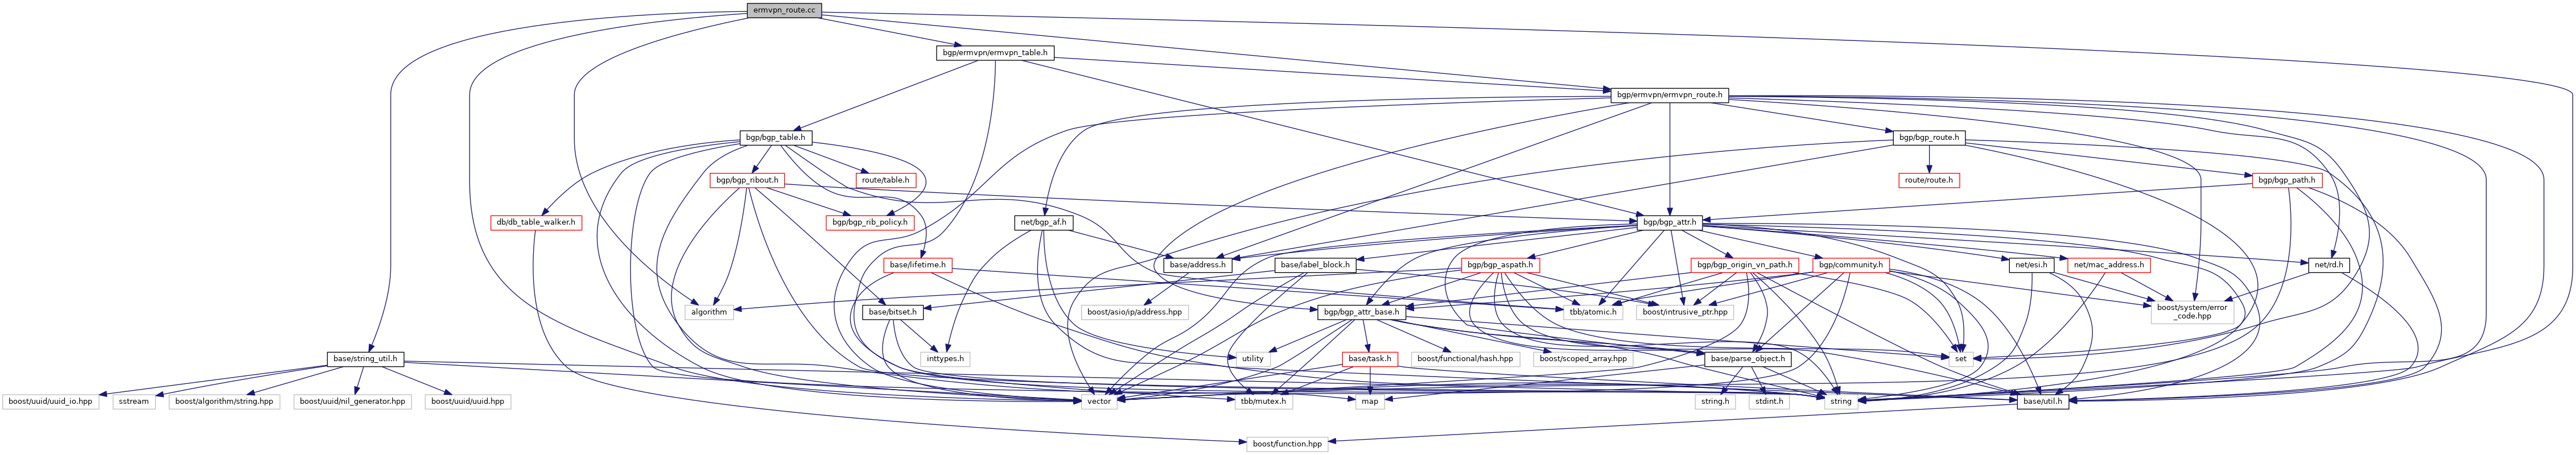 ermvpn_route.cc
bgp/ermvpn/ermvpn_table.h
bgp/ermvpn/ermvpn_route.h
bgp/bgp_table.h
bgp/bgp_route.h
bgp/bgp_ribout.h
route/table.h
route/route.h
bgp/bgp_path.h
db/db_table_walker.h
bgp/bgp_rib_policy.h
net/bgp_af.h
bgp/bgp_attr.h
base/lifetime.h
base/address.h
base/label_block.h
bgp/bgp_aspath.h
bgp/bgp_origin_vn_path.h
bgp/community.h
net/esi.h
net/mac_address.h
net/rd.h
algorithm
base/bitset.h
boost/asio/ip/address.hpp
bgp/bgp_attr_base.h
tbb/atomic.h
boost/intrusive_ptr.hpp
boost/system/error
_code.hpp
base/string_util.h
inttypes.h
utility
base/task.h
boost/functional/hash.hpp
boost/scoped_array.hpp
base/parse_object.h
set
boost/uuid/uuid_io.hpp
sstream
boost/algorithm/string.hpp
boost/uuid/nil_generator.hpp
boost/uuid/uuid.hpp
vector
tbb/mutex.h
map
string.h
stdint.h
string
base/util.h
boost/function.hpp